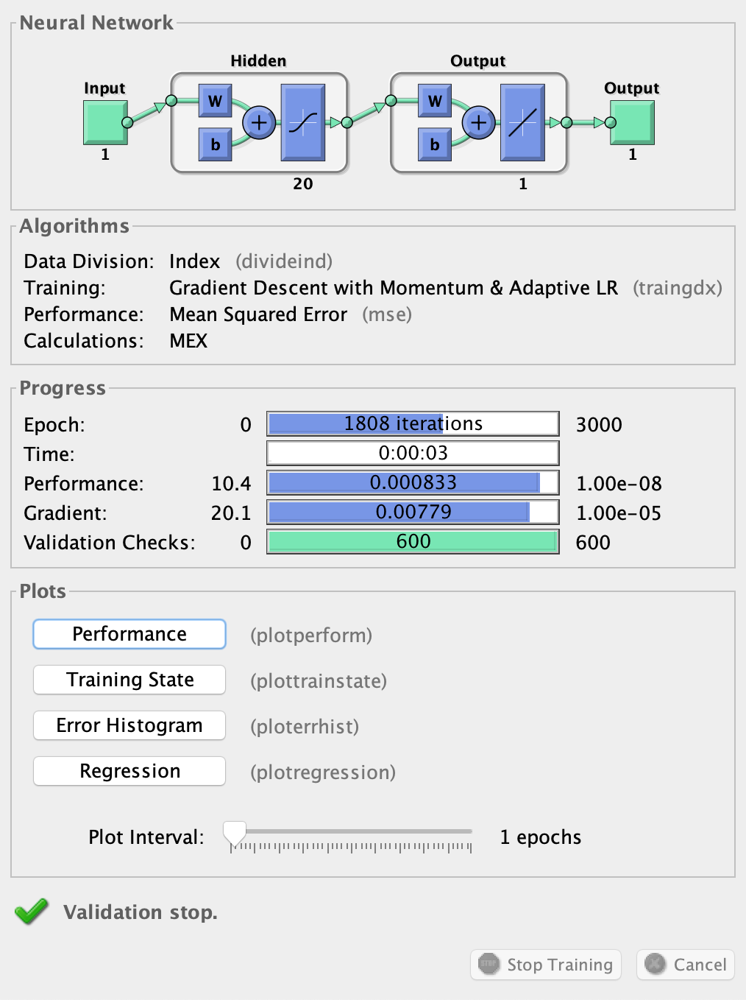 Neural Network
Hidden
Output
Input
Output
W
W
+
+
b
b
1
1
20
1
Algorithms
Data Division: Index (divideind)
Training: Gradient Descent with Momentum & Adaptive LR (traingdx)
Performance: Mean Squared Error (mse)
Calculations: MEX
Progress
Epoch: 0 1808 iterations 3000
Time: 0:00:03
Performance: 10.4 0.000833 1.00e-08
Gradient: 20.1 0.00779 1.00e-05
Validation Checks: 0 600 600
Plots
Performance (plotperform)
Training State (plottrainstate)
Error Histogram (ploterrhist)
Regression (plotregression)
Plot Interval: 1 epochs
Validation stop.
STOP Stop Training Cancel